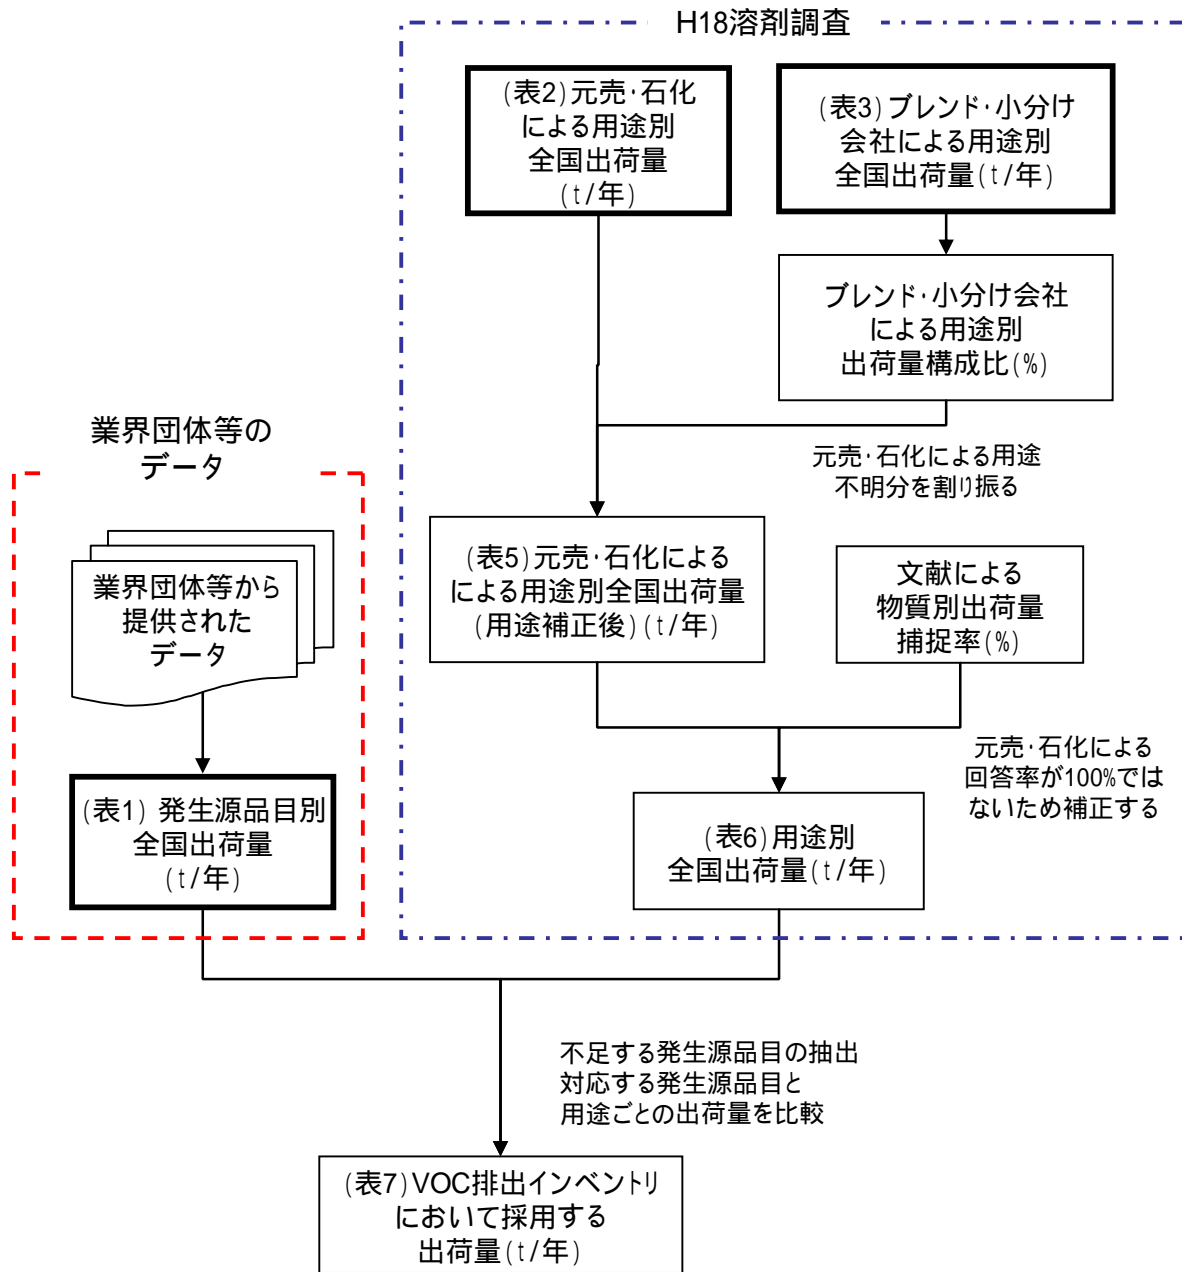 H18溶剤調査
(表2)元売・石化
による用途別
全国出荷量
(t/年)
(表3)ブレンド・小分け
会社による用途別
全国出荷量(t/年)
ブレンド・小分け会社
による用途別
出荷量構成比(%)
元売・石化による用途
不明分を割り振る
業界団体等の
データ
業界団体等から
提供された
データ
(表1) 発生源品目別
全国出荷量
(t/年)
(表5)元売・石化による
による用途別全国出荷量
(用途補正後)(t/年)
文献による
物質別出荷量
捕捉率(%)
元売・石化による
回答率が100%では
ないため補正する
(表6)用途別
全国出荷量(t/年)
不足する発生源品目の抽出
対応する発生源品目と
用途ごとの出荷量を比較
(表7)VOC排出インベントリ
において採用する
出荷量(t/年)